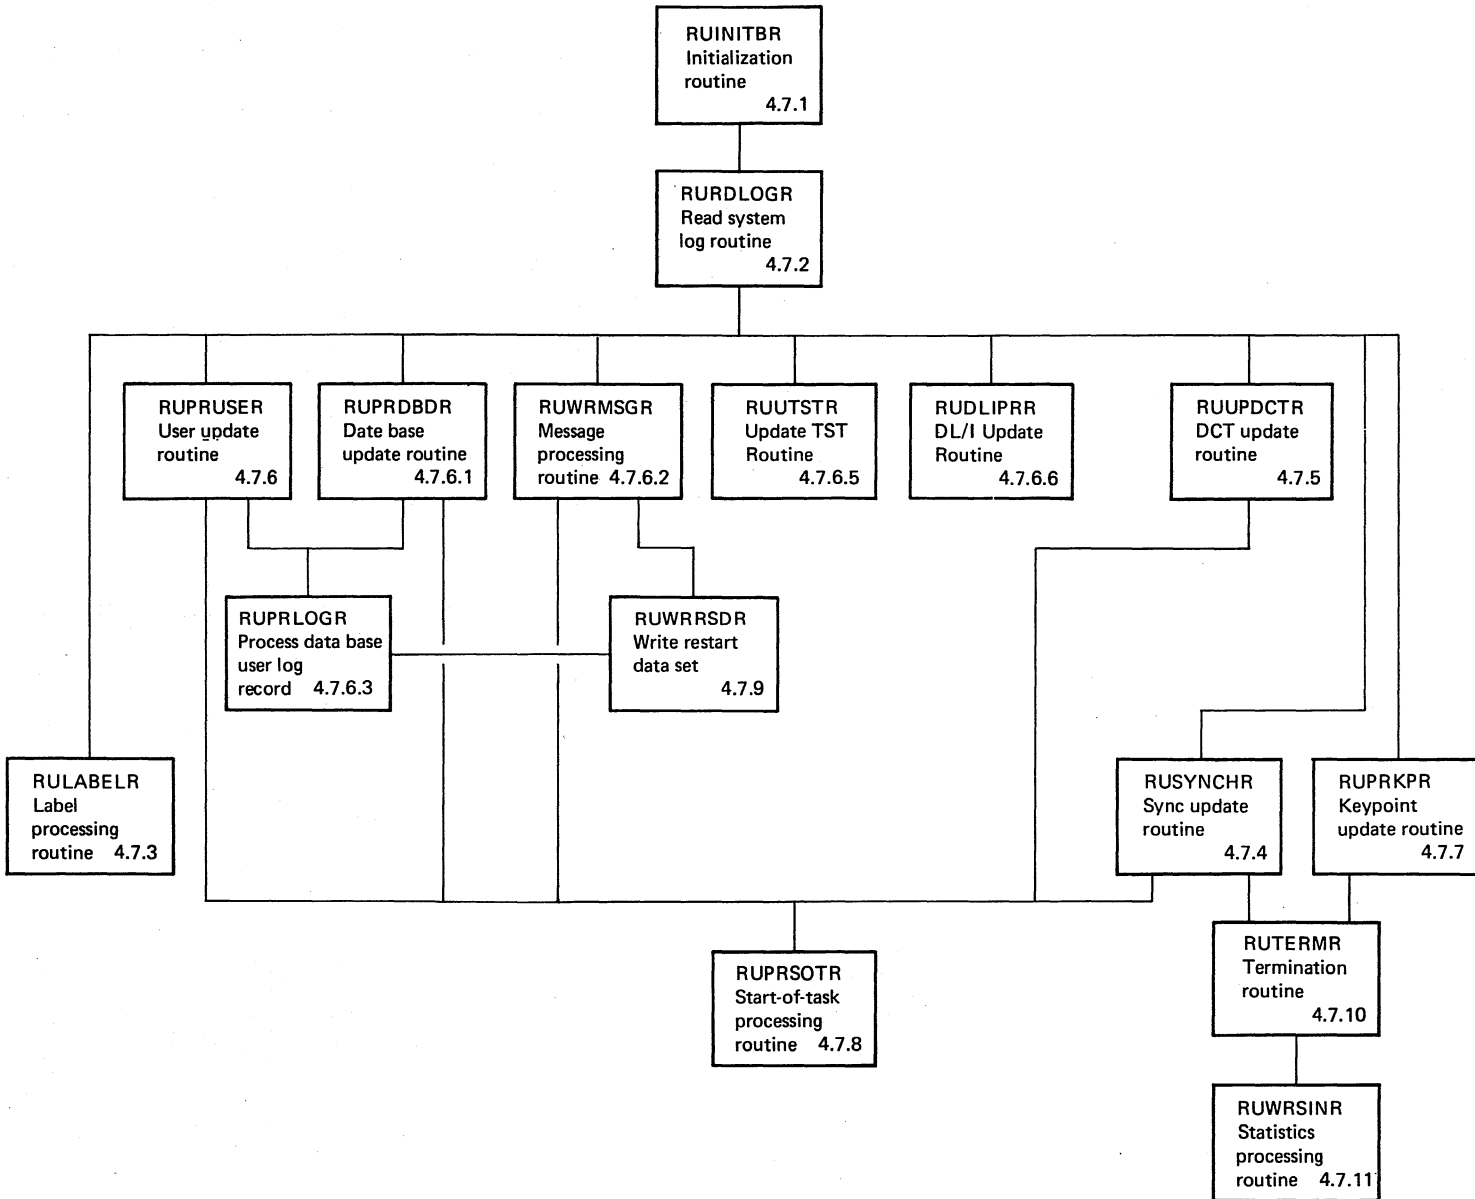 RUINITBR
Initialization
routine
4.7.1
RURDLOGR
Read system
log routine
4.7.2
RUPRUSER
User update
routine
4.7.6
RUPRDBDR
Date base
update routine
4.7.6.1
RUWRMSGR
Message
processing
routine 4.7.6.2
RUUTSTR
Update TST
Routine
4.7.6.5
RUDLIPRR
DL/I Update
Routine
4.7.6.6
RUUPDCTR
DCT update
routine
4.7.5
RUPRLOGR
Process data base
user log
record 4.7.6.3
RUWRRSDR
Write restart
data set
4.7.9
RULABELR
Label
processing
routine 4.7.3
RUSYNCHR
Sync update
routine
4.7.4
RUPRKPR
Keypoint
update routine
4.7.7
RUPRSOTR
Start-of-task
processing
routine 4.7.8
RUTERMR
Termination
routine
4.7.10
RUWRSINR
Statistics
processing
routine 4.7.11